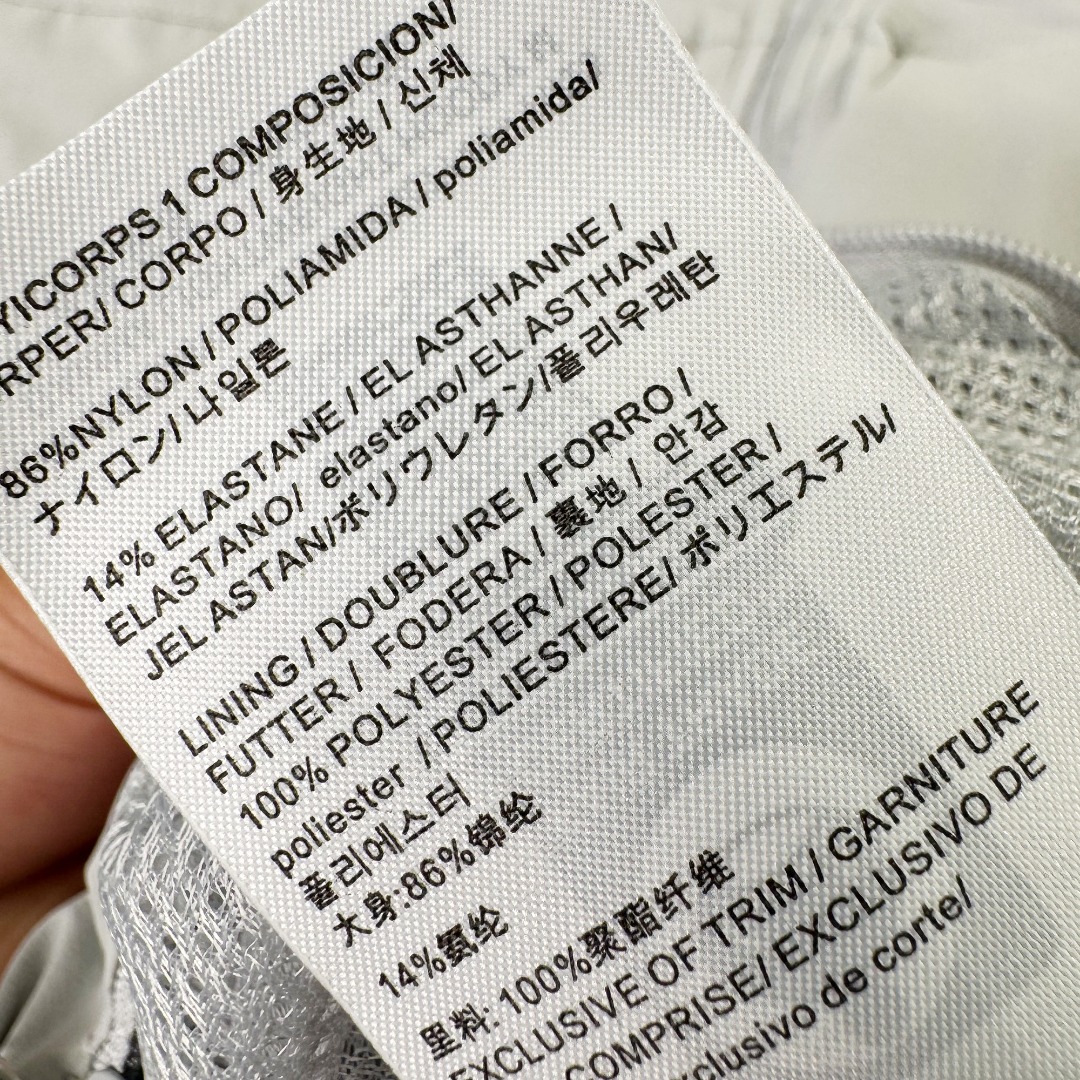 YICORPS 1 COMPOSICION/
RPER/ CORPO / 身生地 / 신체
86%NYLON / POLIAMIDA / poliamida/
ナイロン/ 나일론
14% ELASTANE / EL ASTHANNE /
ELASTANO/ elastano/ EL ASTHAN/
JEL ASTAN/ポリウレタン/폴리우레탄
LINING / DOUBLURE / FORRO /
FUTTER / FODERA / 裏地 / 안감
100% POLYESTER / POLESTER /
poliester / POLIESTERE/ ポリエステル/
폴리에스터
大身:86%锦纶
14%氨纶
里料: 100%聚酯纤维
EXCLUSIVE OF TRIM / GARNITURE
COMPRISE/ EXCLUSIVO DE
xclusivo de corte/